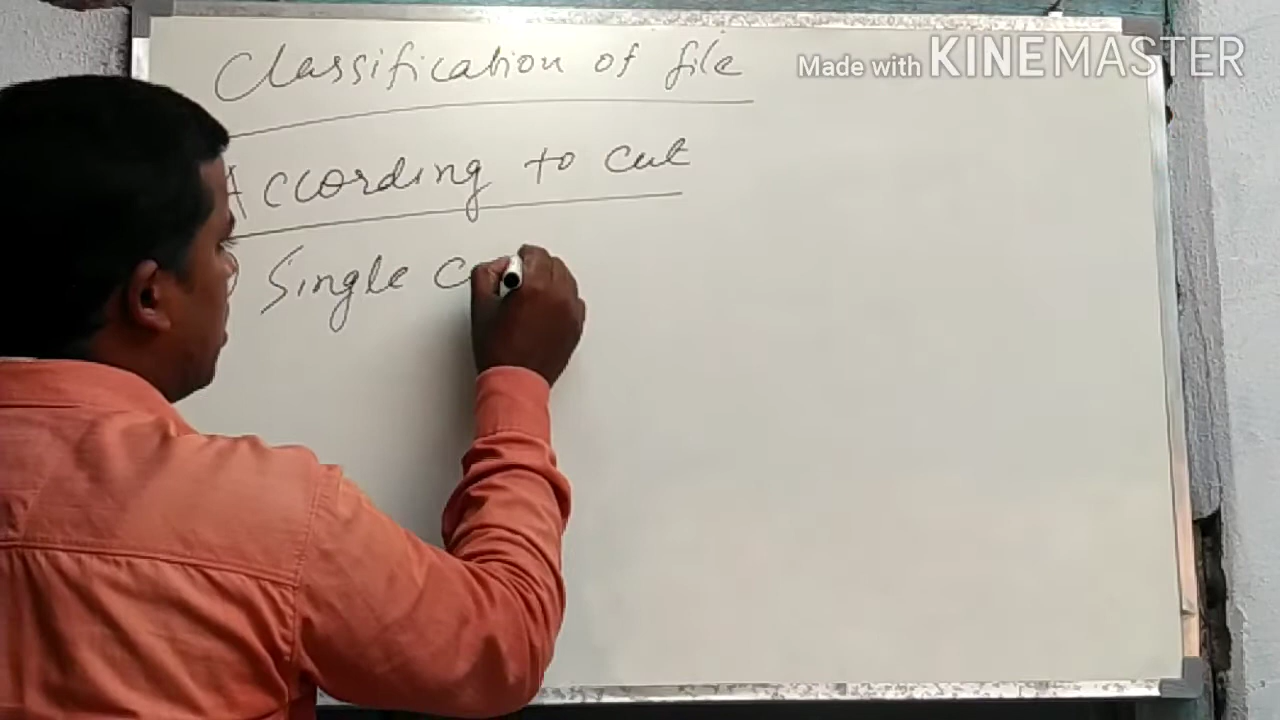 Classification of file
Made with KINEMASTER
According to cut
Single